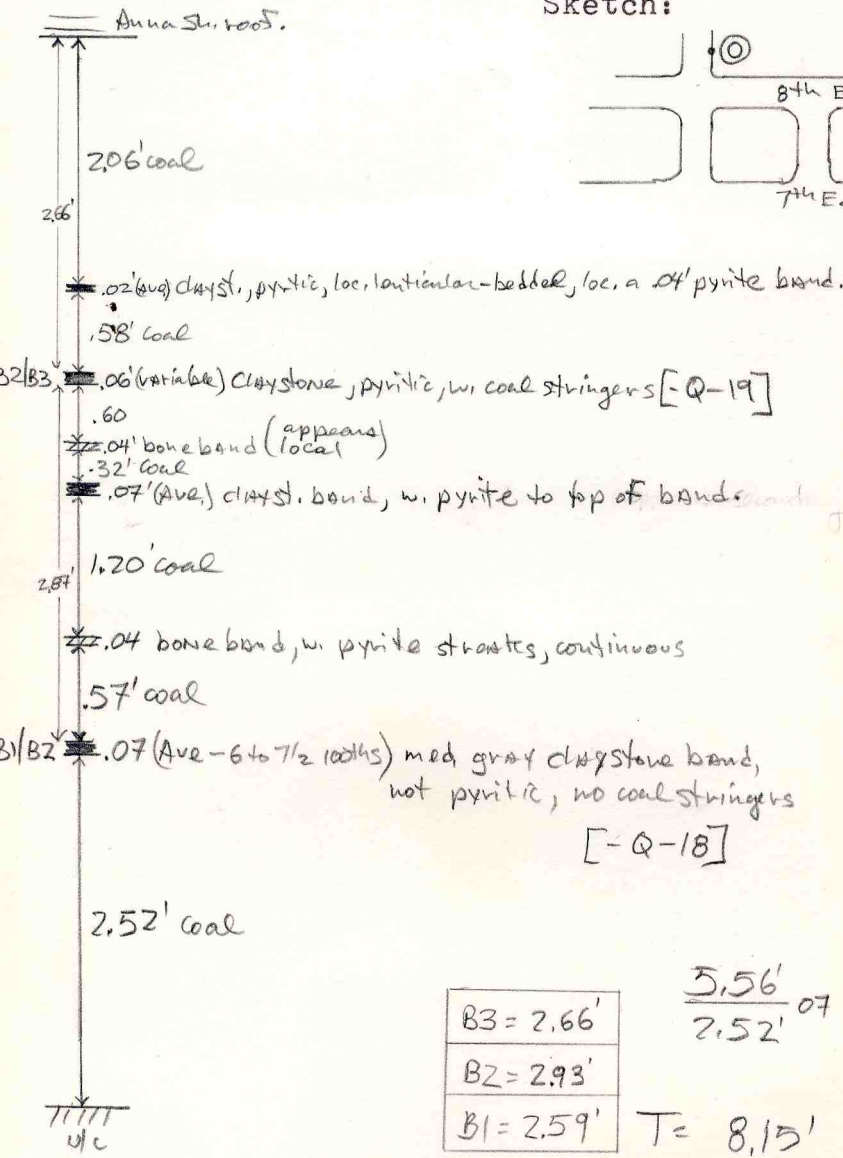 Sketch:
Anna Sh. roof.
8th E
7th E.
2.06' coal
2.66'
.02'(Ave) clayst., pyritic, loc. lenticular-bedded, loc. a .04' pyrite band.
.58' coal
B2/B3 .06' (variable) Claystone, pyritic, w. coal stringers [-Q-19]
.60
.04' bone band (appears local)
.32' coal
.07' (Ave.) clayst. band, w. pyrite to top of band.
1.20' coal
2.87'
.04 bone band, w. pyrite streaks, continuous
.57' coal
B1/B2 .07 (Ave - 6 to 7 1/2 100ths) med gray claystone band,
not pyritic, no coal stringers
[-Q-18]
2.52' coal
5.56'
07
2.52'
B3 = 2.66'
B2 = 2.93'
B1 = 2.59'
T = 8.15'
U/C